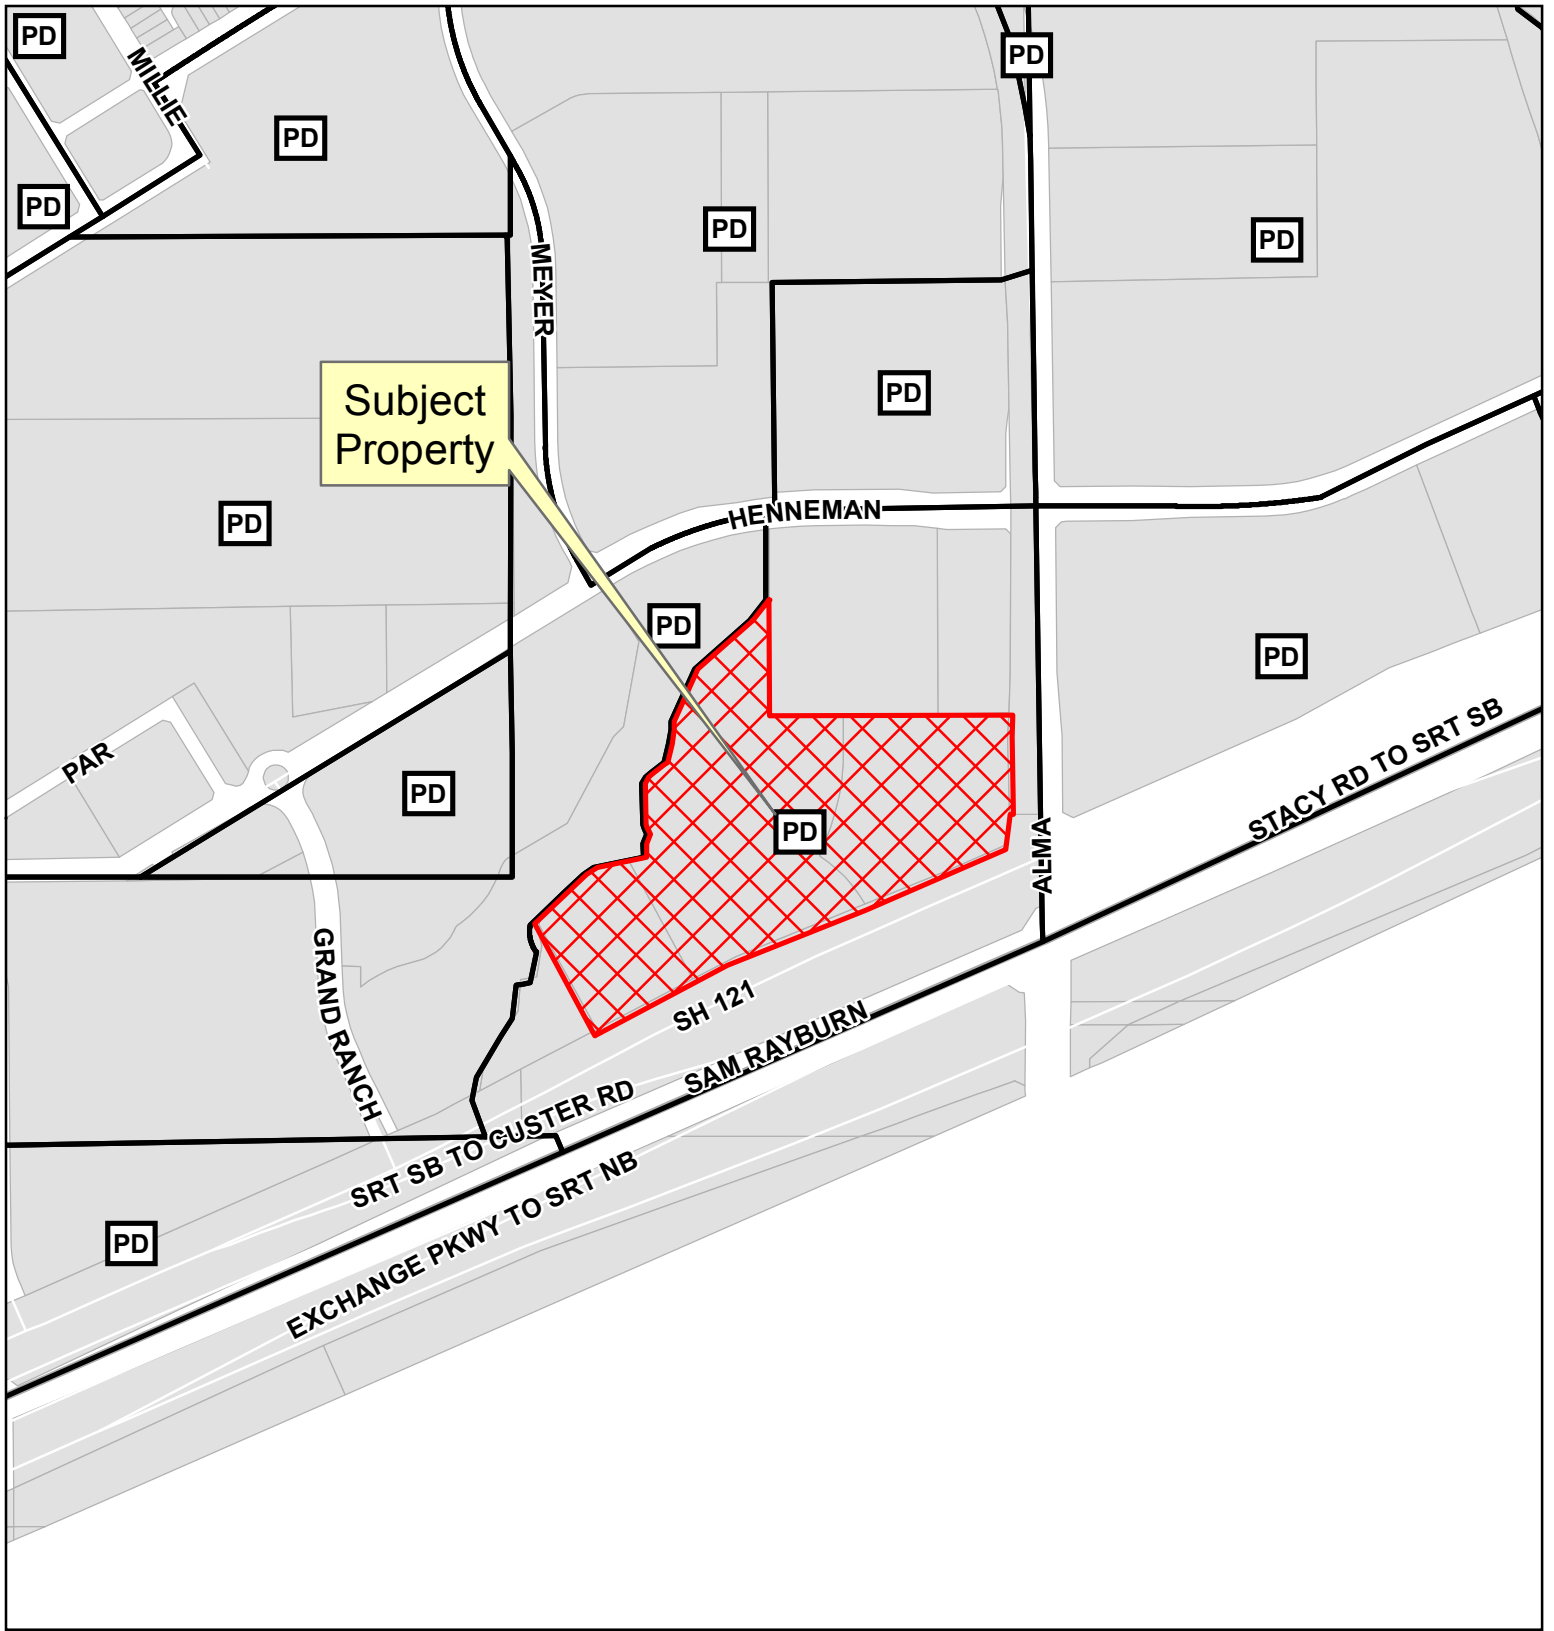 PD
PD
MILLIE
PD
PD
PD
PD
MEYER
Subject
Property
PD
HENNEMAN
PD
PD
PD
STACY RD TO SRT SB
PAR
PD
PD
ALMA
GRAND RANCH
SH 121
SAM RAYBURN
SRT SB TO CUSTER RD
EXCHANGE PKWY TO SRT NB
PD